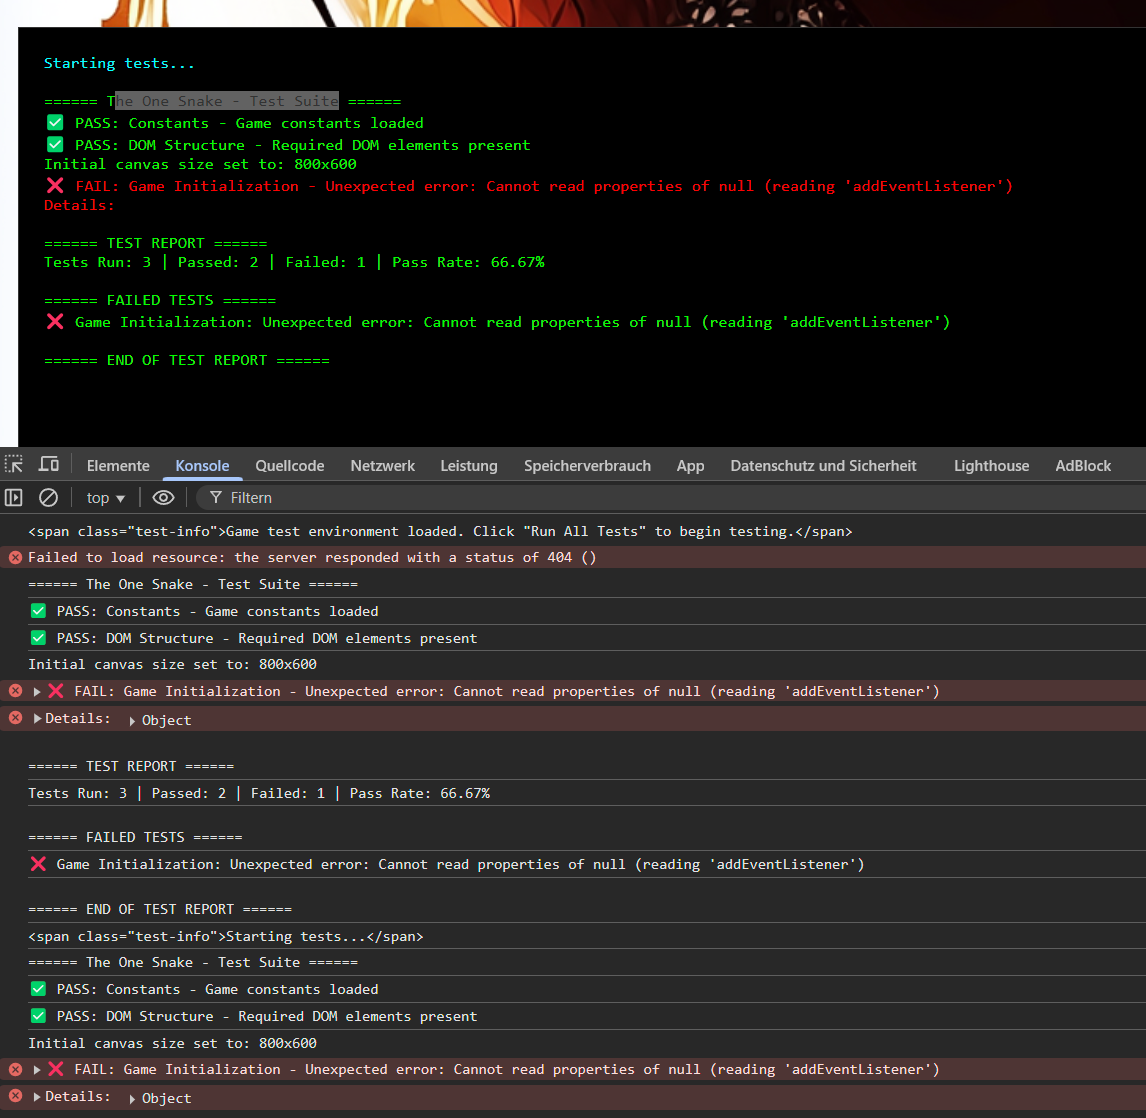 Starting tests...
====== The One Snake - Test Suite ======
✅ PASS: Constants - Game constants loaded
✅ PASS: DOM Structure - Required DOM elements present
Initial canvas size set to: 800x600
❌ FAIL: Game Initialization - Unexpected error: Cannot read properties of null (reading 'addEventListener')
Details:
====== TEST REPORT ======
Tests Run: 3 | Passed: 2 | Failed: 1 | Pass Rate: 66.67%
====== FAILED TESTS ======
❌ Game Initialization: Unexpected error: Cannot read properties of null (reading 'addEventListener')
====== END OF TEST REPORT ======
Elemente Konsole Quellcode Netzwerk Leistung Speicherverbrauch App Datenschutz und Sicherheit Lighthouse AdBlock
top Filtern
<span class="test-info">Game test environment loaded. Click "Run All Tests" to begin testing.</span>
Failed to load resource: the server responded with a status of 404 ()
====== The One Snake - Test Suite ======
✅ PASS: Constants - Game constants loaded
✅ PASS: DOM Structure - Required DOM elements present
Initial canvas size set to: 800x600
❌ FAIL: Game Initialization - Unexpected error: Cannot read properties of null (reading 'addEventListener')
Details: Object
====== TEST REPORT ======
Tests Run: 3 | Passed: 2 | Failed: 1 | Pass Rate: 66.67%
====== FAILED TESTS ======
❌ Game Initialization: Unexpected error: Cannot read properties of null (reading 'addEventListener')
====== END OF TEST REPORT ======
<span class="test-info">Starting tests...</span>
====== The One Snake - Test Suite ======
✅ PASS: Constants - Game constants loaded
✅ PASS: DOM Structure - Required DOM elements present
Initial canvas size set to: 800x600
❌ FAIL: Game Initialization - Unexpected error: Cannot read properties of null (reading 'addEventListener')
Details: Object